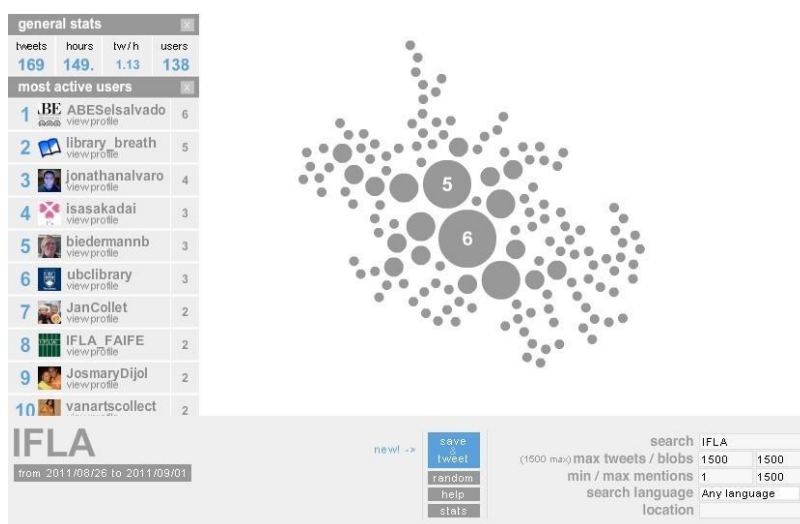 general stats x
tweets hours tw/h users
169 149. 1.13 138
most active users x
1 ABESelsalvado 6
view profile
2 library_breath 5
view profile
3 jonathanalvaro 4
view profile
4 isasakadai 3
view profile
5 biedermannb 3
view profile
6 ubclibrary 3
view profile
7 JanCollet 2
view profile
8 IFLA_FAIFE 2
view profile
9 JosmaryDijol 2
view profile
10 vanartscollect 2
5
6
IFLA
from 2011/08/26 to 2011/09/01
new! ->
save
&
tweet
random
help
stats
search IFLA
(1500 max) max tweets / blobs 1500 1500
min / max mentions 1 1500
search language Any language
location